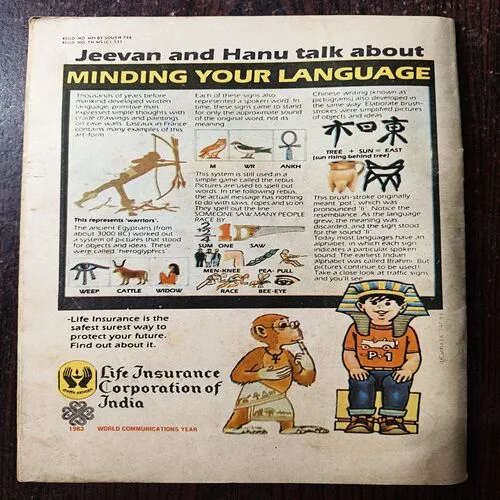 REGD. NO. MH BY SOUTH 744
REGD. NO. TN MS (C) 531
Jeevan and Hanu talk about
MINDING YOUR LANGUAGE
Thousands of years before
mankind developed written
language, primitive man
expressed simple thoughts with
crude drawings and paintings
on cave walls. Lascaux in France
contains many examples of this
art-form.
This represents 'warriors'.
The ancient Egyptians (from
about 3000 BC) worked out
a system of pictures that stood
for objects and ideas. These
were called 'hieroglyphics'.
WEEP CATTLE WIDOW
Each of these signs also
represented a spoken word. In
time, these signs came to stand
for only the approximate sound
of the original word, not its
meaning.
M WR ANKH
This system is still used in a
simple game called the rebus.
Pictures are used to spell out
words. In the following rebus,
the actual message has nothing
to do with saws, ropes and so on.
They spell out the line
SOMEONE SAW MANY PEOPLE
RACE BY
SUM ONE SAW
MEN-KNEE PEA-PULL
RACE BEE-EYE
Chinese writing (known as
pictograms) also developed in
the same way. Elaborate brush-
strokes were simplified pictures
of objects and ideas
木 日 東
TREE + SUN = EAST
(sun rising behind tree)
This brush-stroke originally
meant 'pot', which was
pronounced 'li'. Notice the
resemblance. As the language
grew, the meaning was
discarded, and the sign stood
for the sound 'li'.
Today most languages have an
alphabet, in which each sign
indicates a particular spoken
sound. The earliest Indian
alphabet was called Brahmi. But
pictures continue to be used!
Take a close look at traffic signs
and you'll see.
-Life Insurance is the
safest surest way to
protect your future.
Find out about it.
Life Insurance
Corporation of
India
1983 WORLD COMMUNICATIONS YEAR
P-1